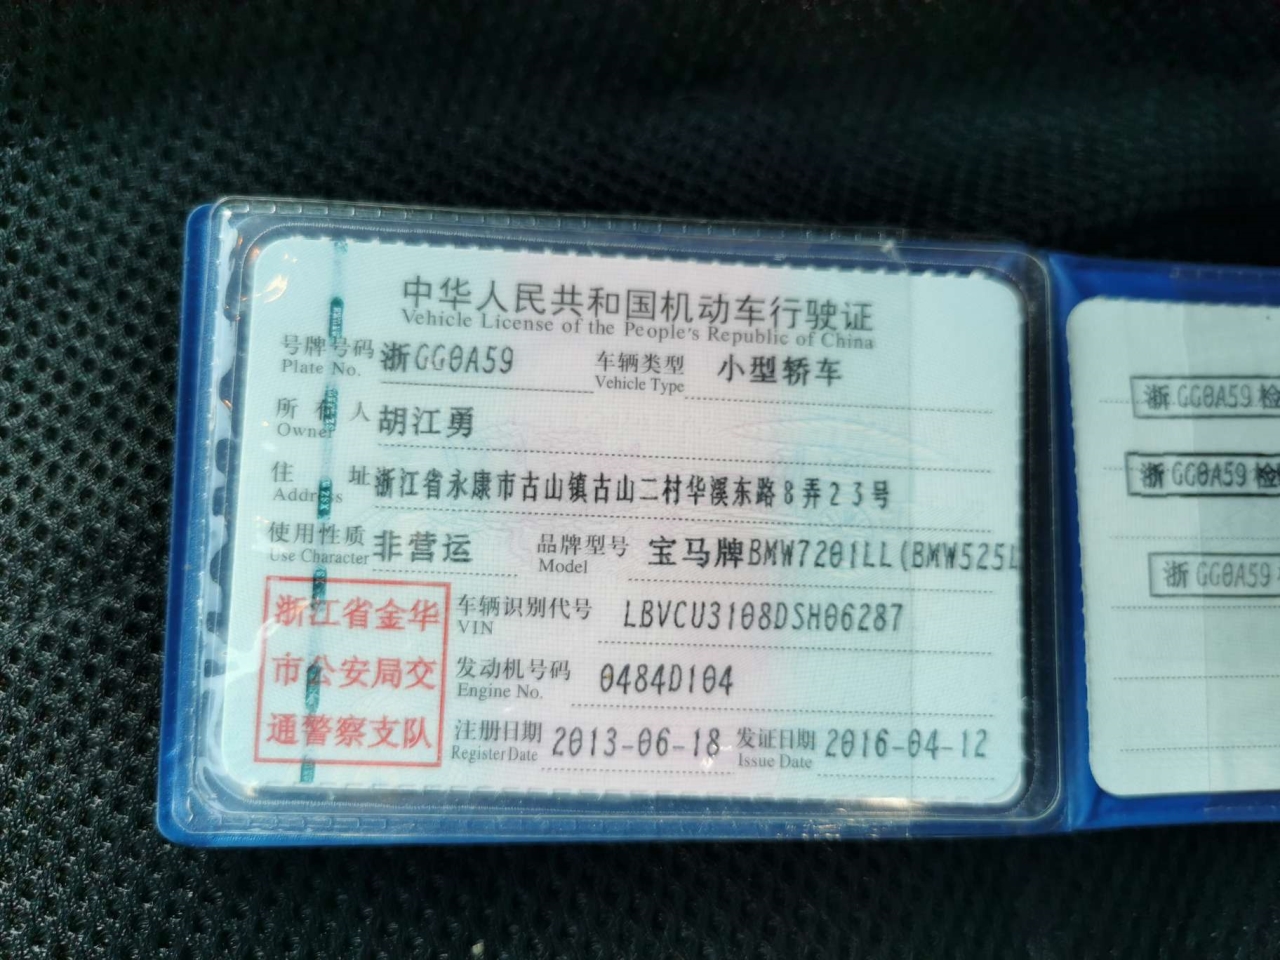 中华人民共和国机动车行驶证
Vehicle License of the People's Republic of China
号牌号码 浙GG0A59 车辆类型 小型轿车
Plate No. Vehicle Type
所有人 胡江勇
Owner
住址 浙江省永康市古山镇古山二村华溪东路8弄23号
Address
使用性质 非营运 品牌型号 宝马牌BMW7201LL(BMW525L
Use Character Model
浙江省金华
市公安局交
通警察支队
车辆识别代号 LBVCU3108DSH06287
VIN
发动机号码 0484D104
Engine No.
注册日期 2013-06-18 发证日期 2016-04-12
Register Date Issue Date
浙GG0A59检
浙GG0A59检
浙GG0A59